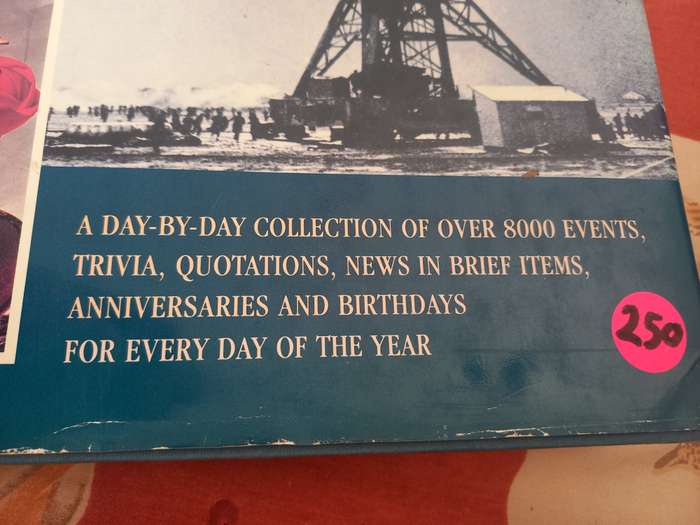 A DAY-BY-DAY COLLECTION OF OVER 8000 EVENTS,
TRIVIA, QUOTATIONS, NEWS IN BRIEF ITEMS,
ANNIVERSARIES AND BIRTHDAYS
FOR EVERY DAY OF THE YEAR
250